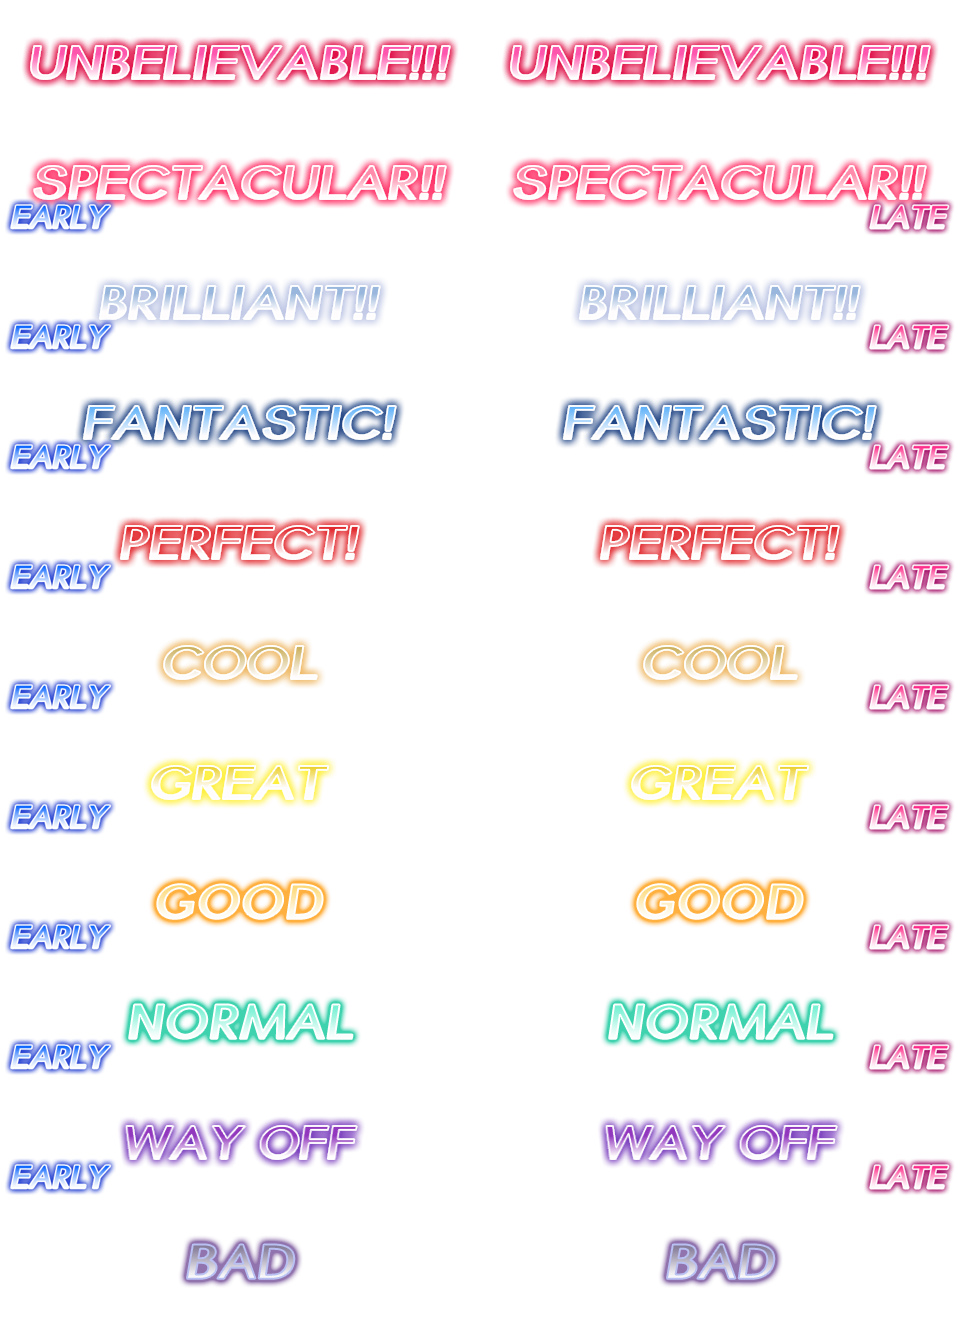 UNBELIEVABLE!!! UNBELIEVABLE!!!
SPECTACULAR!! SPECTACULAR!!
EARLY LATE
BRILLIANT!! BRILLIANT!!
EARLY LATE
FANTASTIC! FANTASTIC!
EARLY LATE
PERFECT! PERFECT!
EARLY LATE
COOL COOL
EARLY LATE
GREAT GREAT
EARLY LATE
GOOD GOOD
EARLY LATE
NORMAL NORMAL
EARLY LATE
WAY OFF WAY OFF
EARLY LATE
BAD BAD